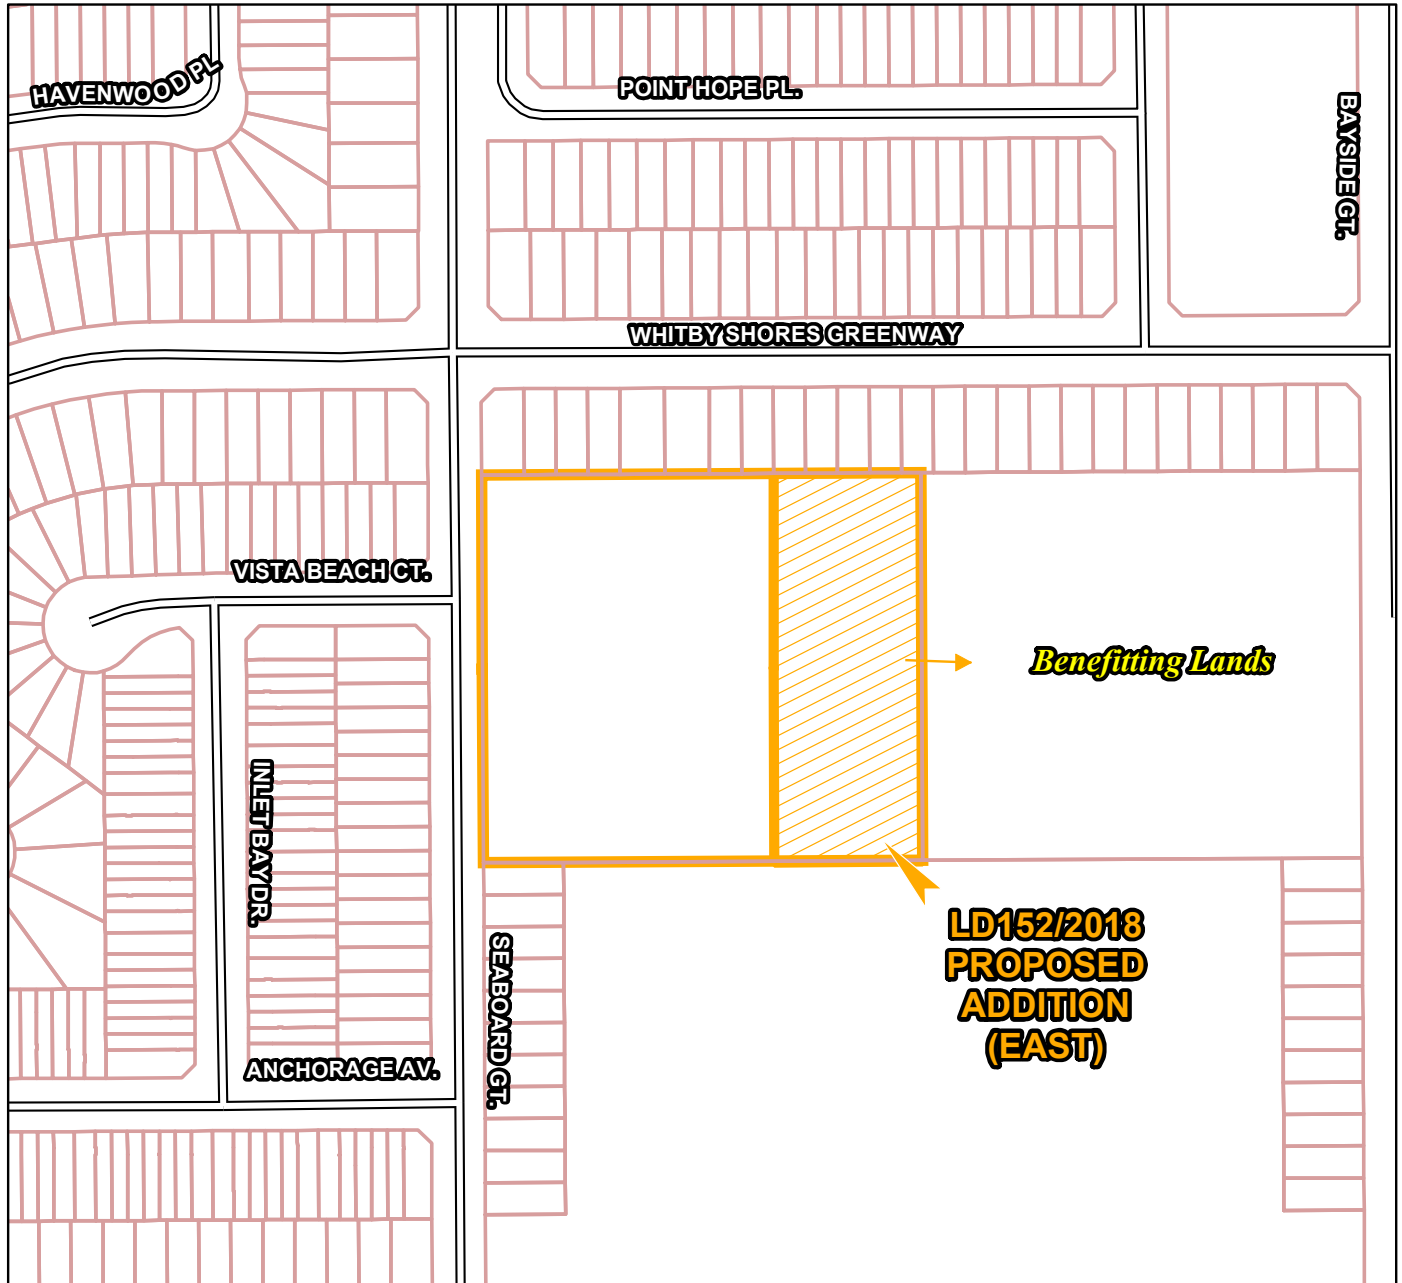 HAVENWOOD PL
POINT HOPE PL.
BAYSIDE GT.
WHITBY SHORES GREENWAY
VISTA BEACH CT.
Benefitting Lands
INLET BAY DR.
LD152/2018
PROPOSED
ADDITION
(EAST)
SEABOARD GT.
ANCHORAGE AV.